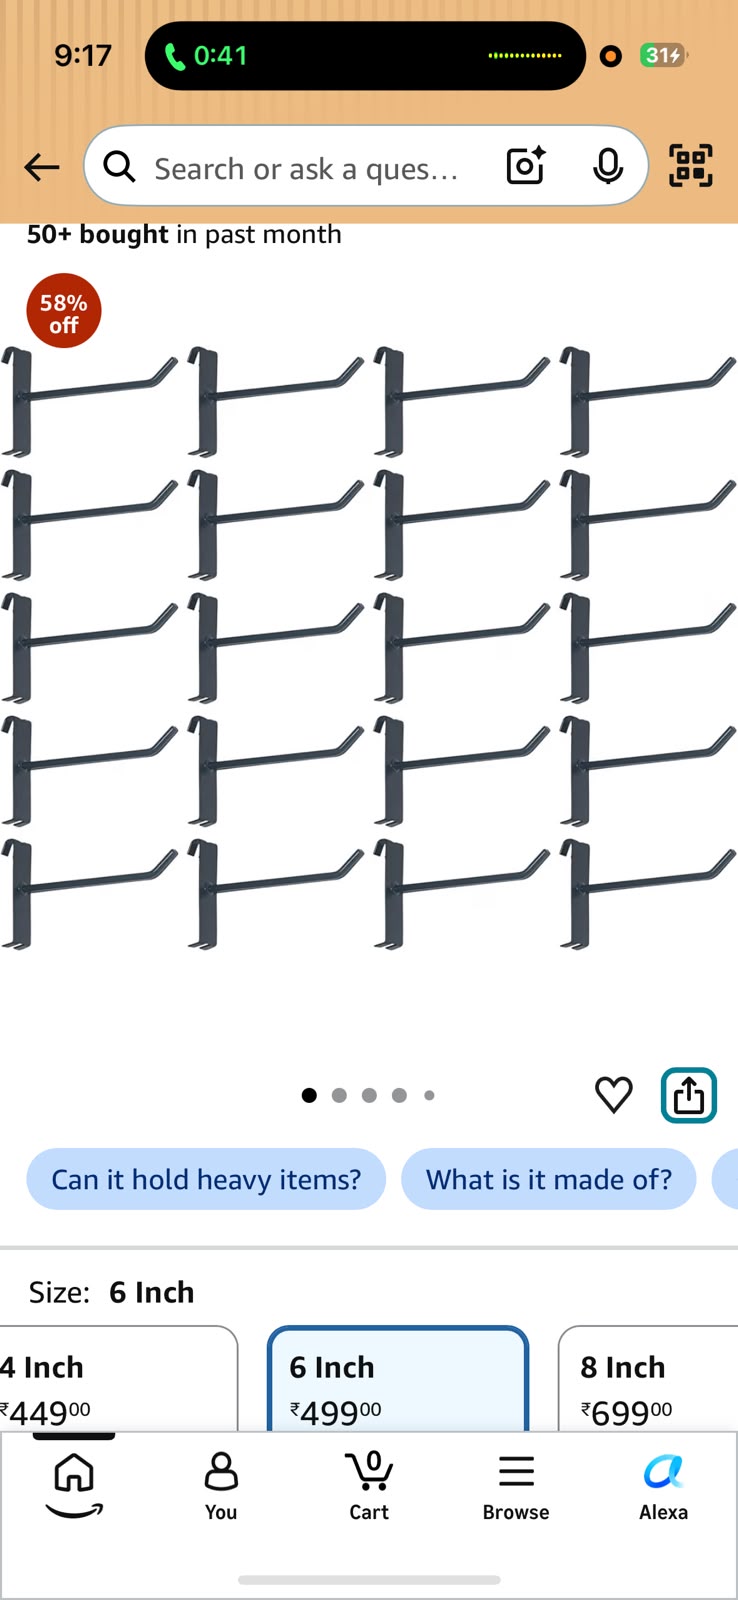 9:17
0:41
31
Search or ask a ques...
50+ bought in past month
58%
off
Can it hold heavy items?
What is it made of?
Size: 6 Inch
4 Inch
6 Inch
8 Inch
₹44900
₹49900
₹69900
0
You
Cart
Browse
Alexa